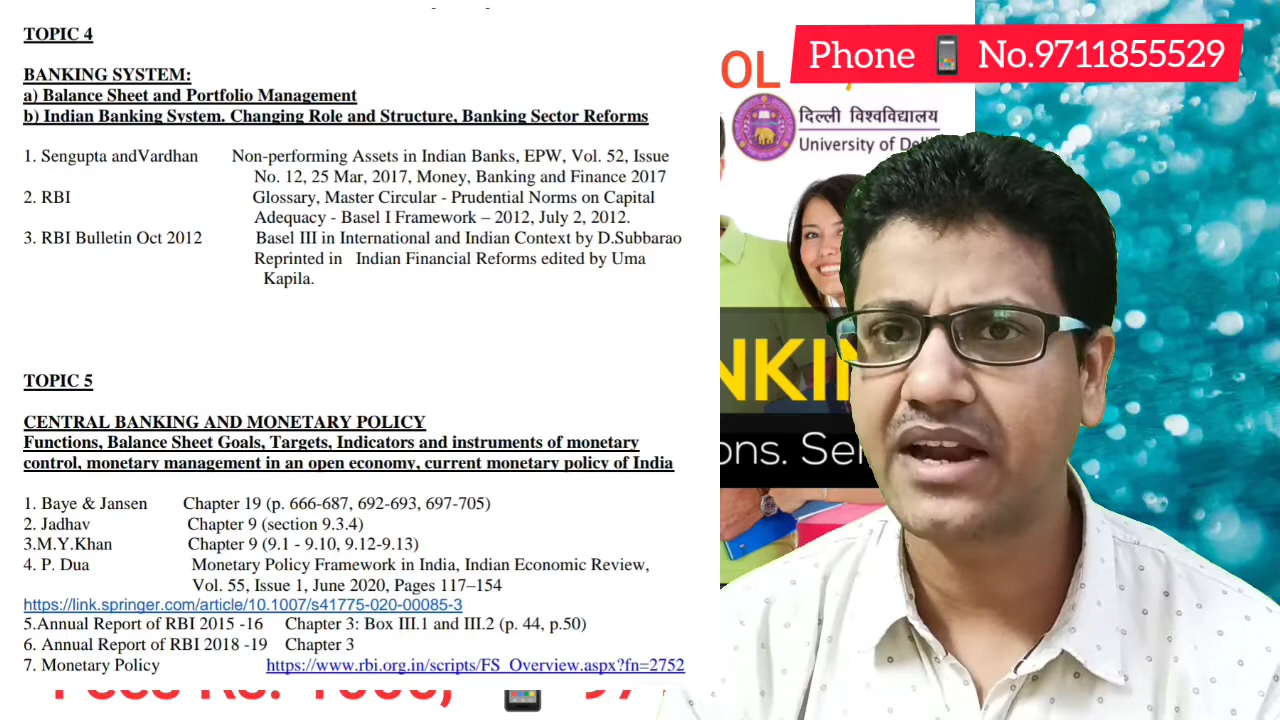 TOPIC 4
BANKING SYSTEM:
a) Balance Sheet and Portfolio Management
b) Indian Banking System. Changing Role and Structure, Banking Sector Reforms
1. Sengupta andVardhan Non-performing Assets in Indian Banks, EPW, Vol. 52, Issue
No. 12, 25 Mar, 2017, Money, Banking and Finance 2017
2. RBI Glossary, Master Circular - Prudential Norms on Capital
Adequacy - Basel I Framework – 2012, July 2, 2012.
3. RBI Bulletin Oct 2012 Basel III in International and Indian Context by D.Subbarao
Reprinted in Indian Financial Reforms edited by Uma
Kapila.
TOPIC 5
CENTRAL BANKING AND MONETARY POLICY
Functions, Balance Sheet Goals, Targets, Indicators and instruments of monetary
control, monetary management in an open economy, current monetary policy of India
1. Baye & Jansen Chapter 19 (p. 666-687, 692-693, 697-705)
2. Jadhav Chapter 9 (section 9.3.4)
3.M.Y.Khan Chapter 9 (9.1 - 9.10, 9.12-9.13)
4. P. Dua Monetary Policy Framework in India, Indian Economic Review,
Vol. 55, Issue 1, June 2020, Pages 117–154
https://link.springer.com/article/10.1007/s41775-020-00085-3
5.Annual Report of RBI 2015 -16 Chapter 3: Box III.1 and III.2 (p. 44, p.50)
6. Annual Report of RBI 2018 -19 Chapter 3
7. Monetary Policy https://www.rbi.org.in/scripts/FS_Overview.aspx?fn=2752
Phone No.9711855529
OL
दिल्ली विश्वविद्यालय
University of
NKI
ons.